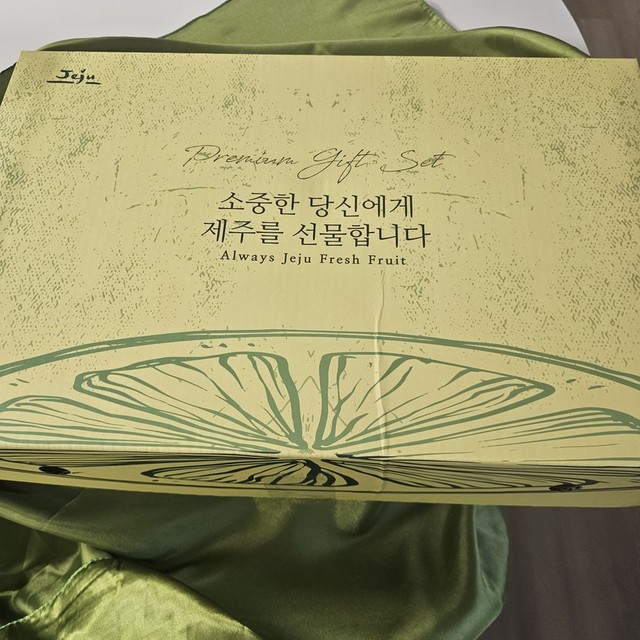 Jeju
Premium Gift Set
소중한 당신에게
제주를 선물합니다
Always Jeju Fresh Fruit